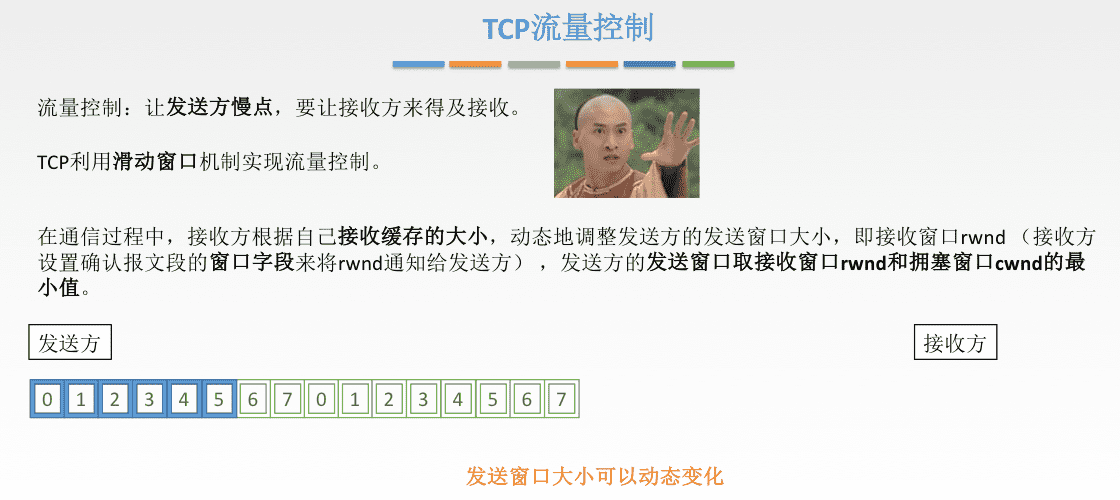 TCP流量控制
流量控制：让发送方慢点，要让接收方来得及接收。
TCP利用滑动窗口机制实现流量控制。
在通信过程中，接收方根据自己接收缓存的大小，动态地调整发送方的发送窗口大小，即接收窗口rwnd （接收方
设置确认报文段的窗口字段来将rwnd通知给发送方） ，发送方的发送窗口取接收窗口rwnd和拥塞窗口cwnd的最
小值。
发送方 接收方
0 1 2 3 4 5 6 7 0 1 2 3 4 5 6 7
发送窗口大小可以动态变化